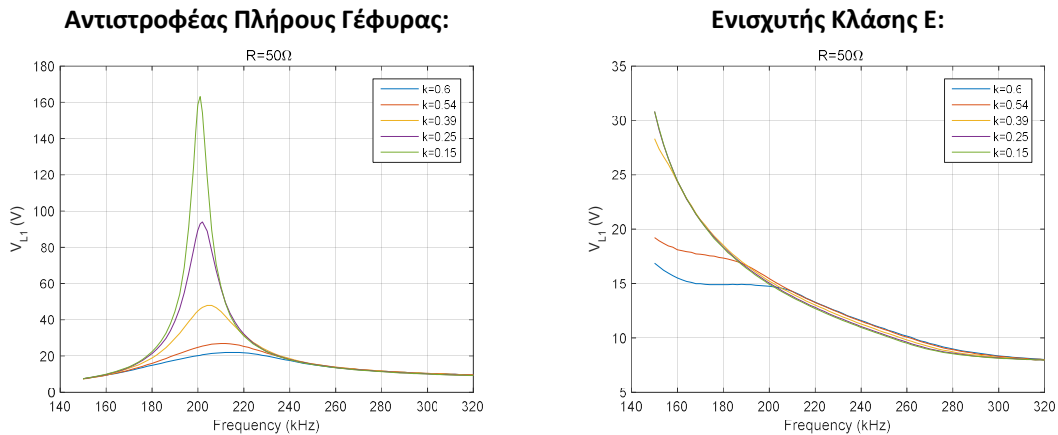 Αντιστροφέας Πλήρους Γέφυρας:
R=50Ω
180
160
140
120
100
80
60
40
20
0
V_L1 (V)
k=0.6
k=0.54
k=0.39
k=0.25
k=0.15
140 160 180 200 220 240 260 280 300 320
Frequency (kHz)
Ενισχυτής Κλάσης Ε:
R=50Ω
35
30
25
20
15
10
5
V_L1 (V)
k=0.6
k=0.54
k=0.39
k=0.25
k=0.15
140 160 180 200 220 240 260 280 300 320
Frequency (kHz)